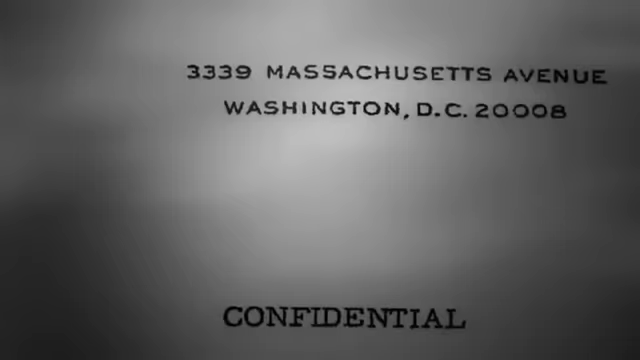 3339 MASSACHUSETTS AVENUE
WASHINGTON, D.C. 20008
CONFIDENTIAL